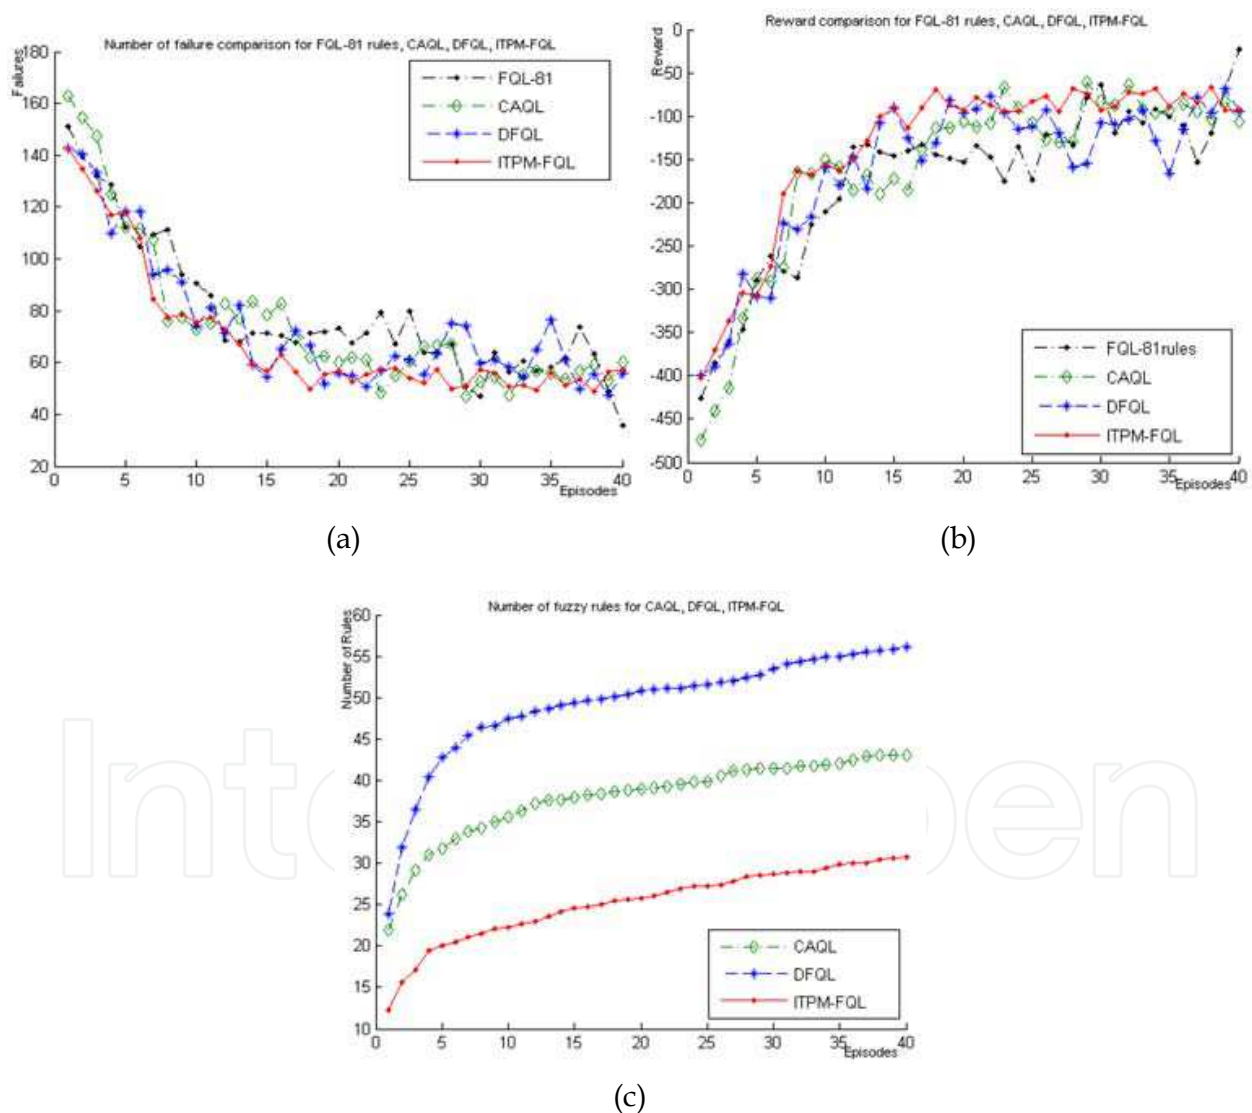 Number of failure comparison for FQL-81 rules, CAQL, DFQL, ITPM-FQL
Failures
180
160
140
120
100
80
60
40
20
0
5
10
15
20
25
30
35
40
Episodes
FQL-81
CAQL
DFQL
ITPM-FQL
(a)
Reward comparison for FQL-81 rules, CAQL, DFQL, ITPM-FQL
Reward
0
-50
-100
-150
-200
-250
-300
-350
-400
-450
-500
0
5
10
15
20
25
30
35
40
Episodes
FQL-81rules
CAQL
DFQL
ITPM-FQL
(b)
Number of fuzzy rules for CAQL, DFQL, ITPM-FQL
Number of Rules
60
55
50
45
40
35
30
25
20
15
10
0
5
10
15
20
25
30
35
40
Episodes
CAQL
DFQL
ITPM-FQL
(c)